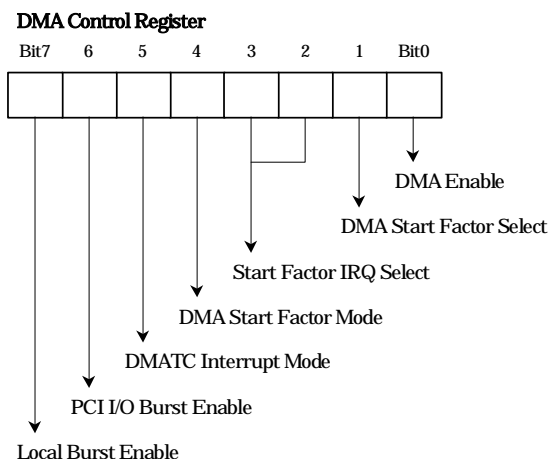 DMA Control Register
Bit7 6 5 4 3 2 1 Bit0
DMA Enable
DMA Start Factor Select
Start Factor IRQ Select
DMA Start Factor Mode
DMATC Interrupt Mode
PCI I/O Burst Enable
Local Burst Enable